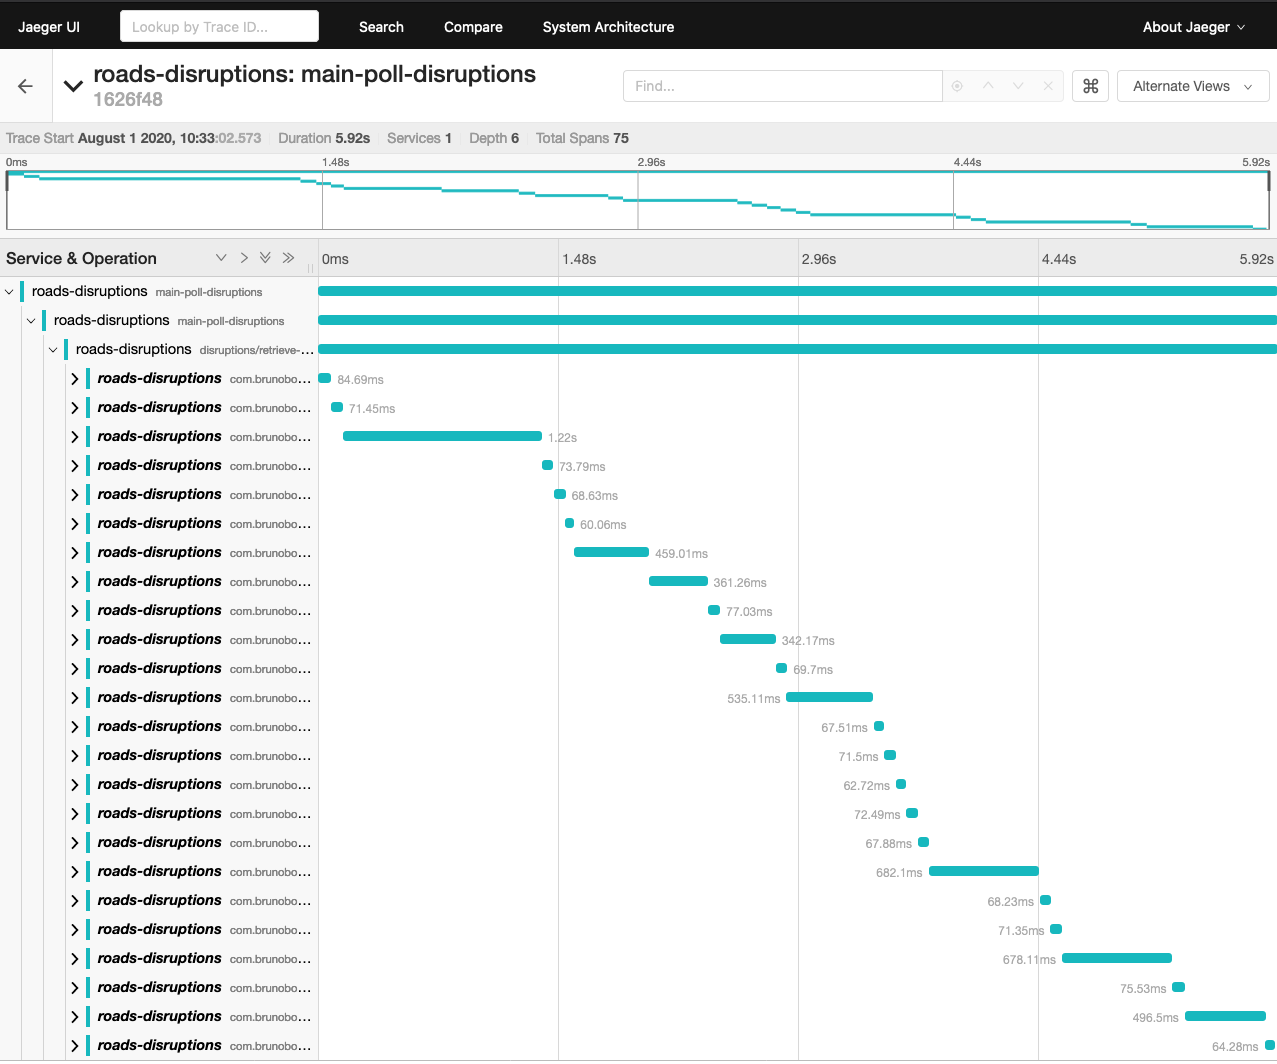 Jaeger UI Lookup by Trace ID... Search Compare System Architecture About Jaeger
roads-disruptions: main-poll-disruptions
1626f48
Find... ⌘ Alternate Views
Trace Start August 1 2020, 10:33:02.573 Duration 5.92s Services 1 Depth 6 Total Spans 75
0ms 1.48s 2.96s 4.44s 5.92s
Service & Operation 0ms 1.48s 2.96s 4.44s 5.92s
roads-disruptions main-poll-disruptions
roads-disruptions main-poll-disruptions
roads-disruptions disruptions/retrieve-...
roads-disruptions com.brunobo... 84.69ms
roads-disruptions com.brunobo... 71.45ms
roads-disruptions com.brunobo... 1.22s
roads-disruptions com.brunobo... 73.79ms
roads-disruptions com.brunobo... 68.63ms
roads-disruptions com.brunobo... 60.06ms
roads-disruptions com.brunobo... 459.01ms
roads-disruptions com.brunobo... 361.26ms
roads-disruptions com.brunobo... 77.03ms
roads-disruptions com.brunobo... 342.17ms
roads-disruptions com.brunobo... 69.7ms
roads-disruptions com.brunobo... 535.11ms
roads-disruptions com.brunobo... 67.51ms
roads-disruptions com.brunobo... 71.5ms
roads-disruptions com.brunobo... 62.72ms
roads-disruptions com.brunobo... 72.49ms
roads-disruptions com.brunobo... 67.88ms
roads-disruptions com.brunobo... 682.1ms
roads-disruptions com.brunobo... 68.23ms
roads-disruptions com.brunobo... 71.35ms
roads-disruptions com.brunobo... 678.11ms
roads-disruptions com.brunobo... 75.53ms
roads-disruptions com.brunobo... 496.5ms
roads-disruptions com.brunobo... 64.28ms